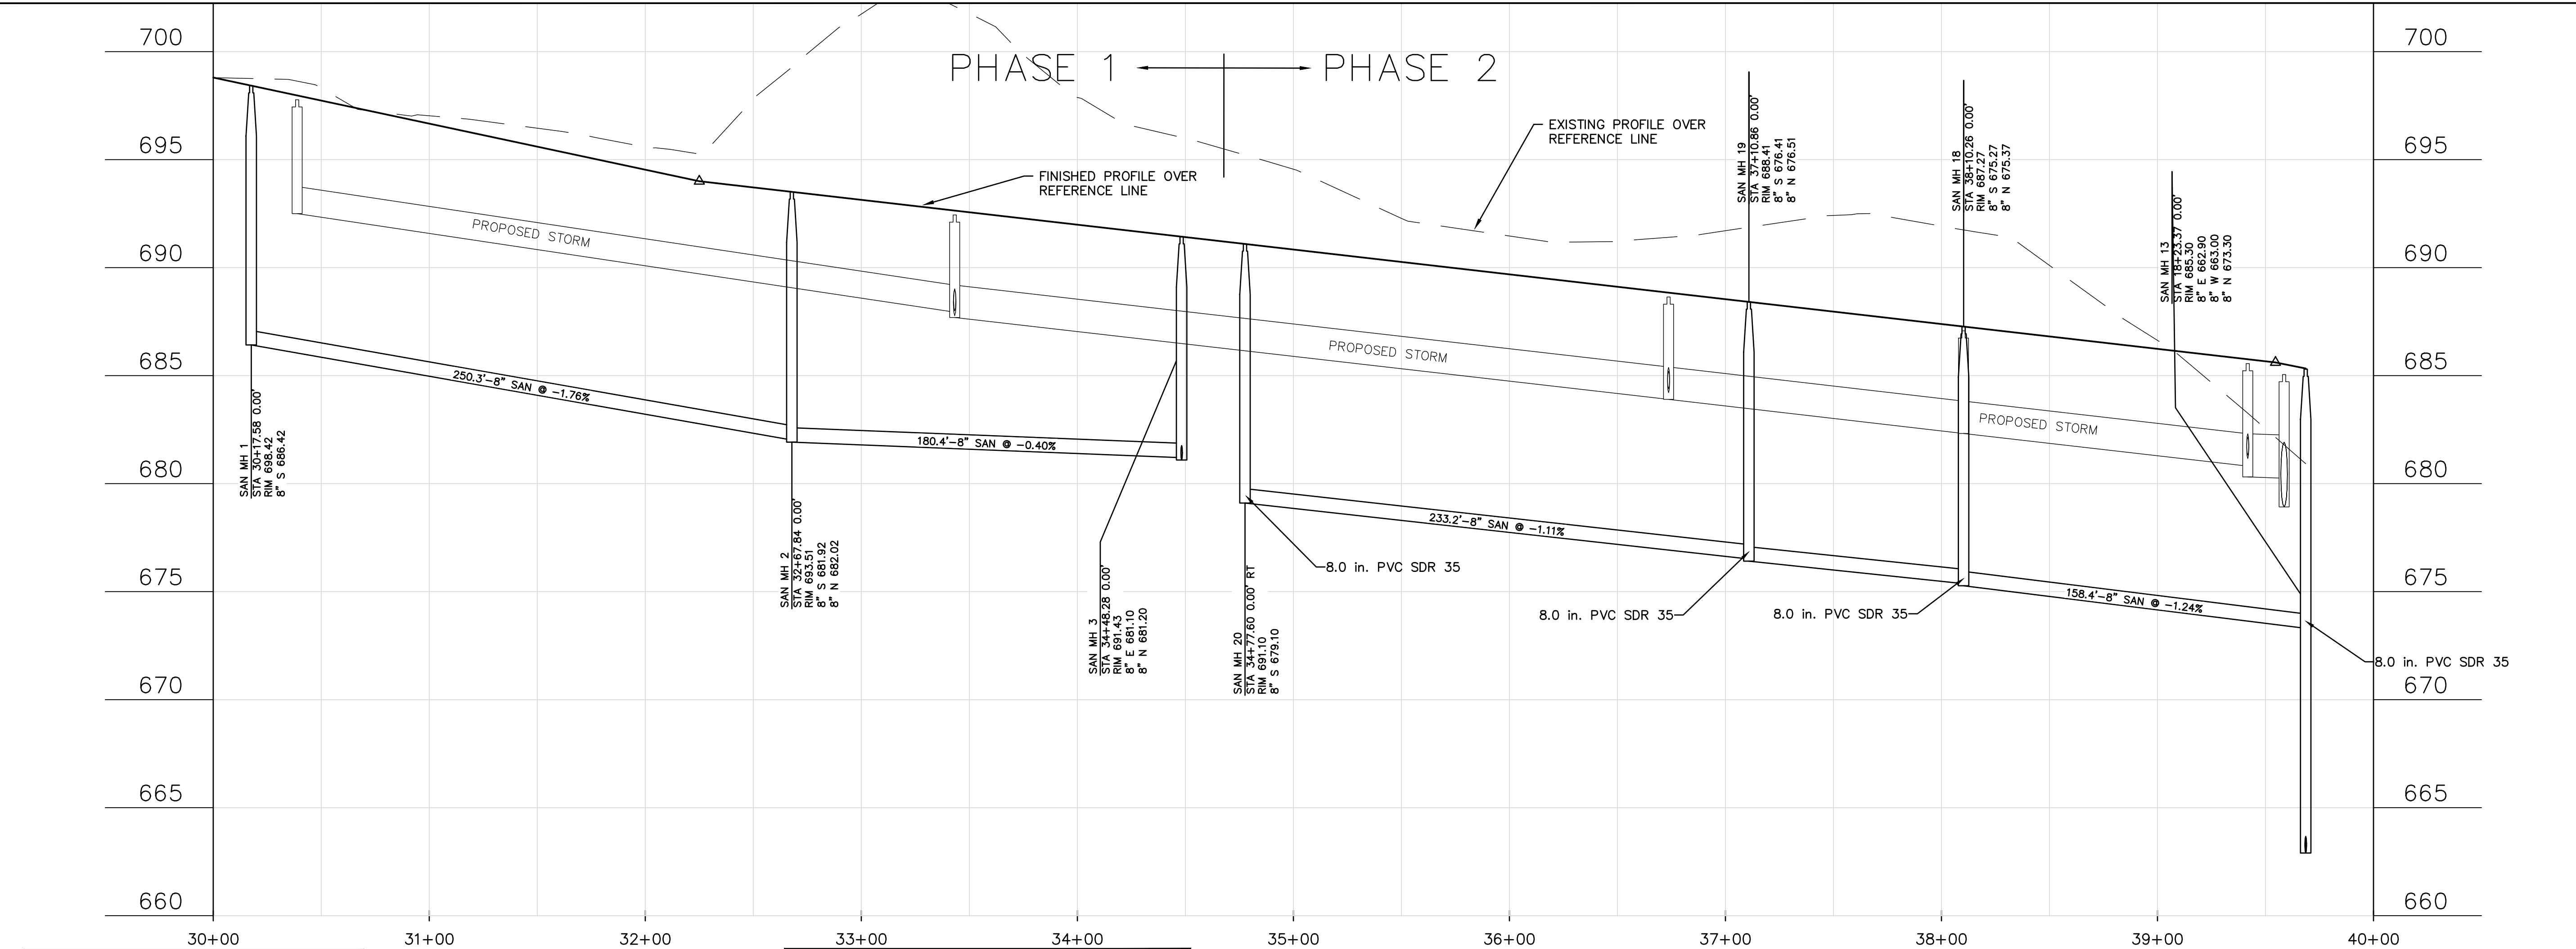 700
695
690
685
680
675
670
665
660
PHASE 1
PHASE 2
EXISTING PROFILE OVER
REFERENCE LINE
FINISHED PROFILE OVER
REFERENCE LINE
PROPOSED STORM
PROPOSED STORM
PROPOSED STORM
250.3'-8" SAN @ -1.76%
180.4'-8" SAN @ -0.40%
233.2'-8" SAN @ -1.11%
158.4'-8" SAN @ -1.24%
SAN MH 1
STA 30+17.58 0.00'
RIM 698.42
8" S 686.42
SAN MH 2
STA 32+67.84 0.00'
RIM 693.51
8" S 681.92
8" N 682.02
SAN MH 3
STA 34+48.28 0.00'
RIM 691.43
8" E 681.10
8" N 681.20
SAN MH 20
STA 34+77.60 0.00' RT
RIM 691.10
8" S 679.10
SAN MH 19
STA 37+10.86 0.00'
RIM 688.41
8" S 676.41
8" N 676.51
SAN MH 18
STA 38+10.26 0.00'
RIM 687.27
8" S 675.27
8" N 675.37
SAN MH 13
STA 18+23.37 0.00'
RIM 685.30
8" E 662.90
8" W 663.00
8" N 673.30
8.0 in. PVC SDR 35
8.0 in. PVC SDR 35
8.0 in. PVC SDR 35
8.0 in. PVC SDR 35
700
695
690
685
680
675
670
665
660
30+00
31+00
32+00
33+00
34+00
35+00
36+00
37+00
38+00
39+00
40+00